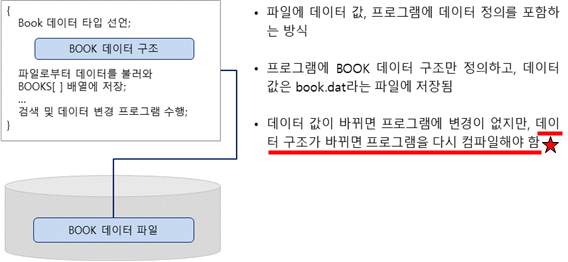 {
Book 데이터 타입 선언;
BOOK 데이터 구조
파일로부터 데이터를 불러와
BOOKS[ ] 배열에 저장;
...
검색 및 데이터 변경 프로그램 수행;
}
BOOK 데이터 파일
• 파일에 데이터 값, 프로그램에 데이터 정의를 포함하
는 방식
• 프로그램에 BOOK 데이터 구조만 정의하고, 데이터
값은 book.dat라는 파일에 저장됨
• 데이터 값이 바뀌면 프로그램에 변경이 없지만, 데이
터 구조가 바뀌면 프로그램을 다시 컴파일해야 함